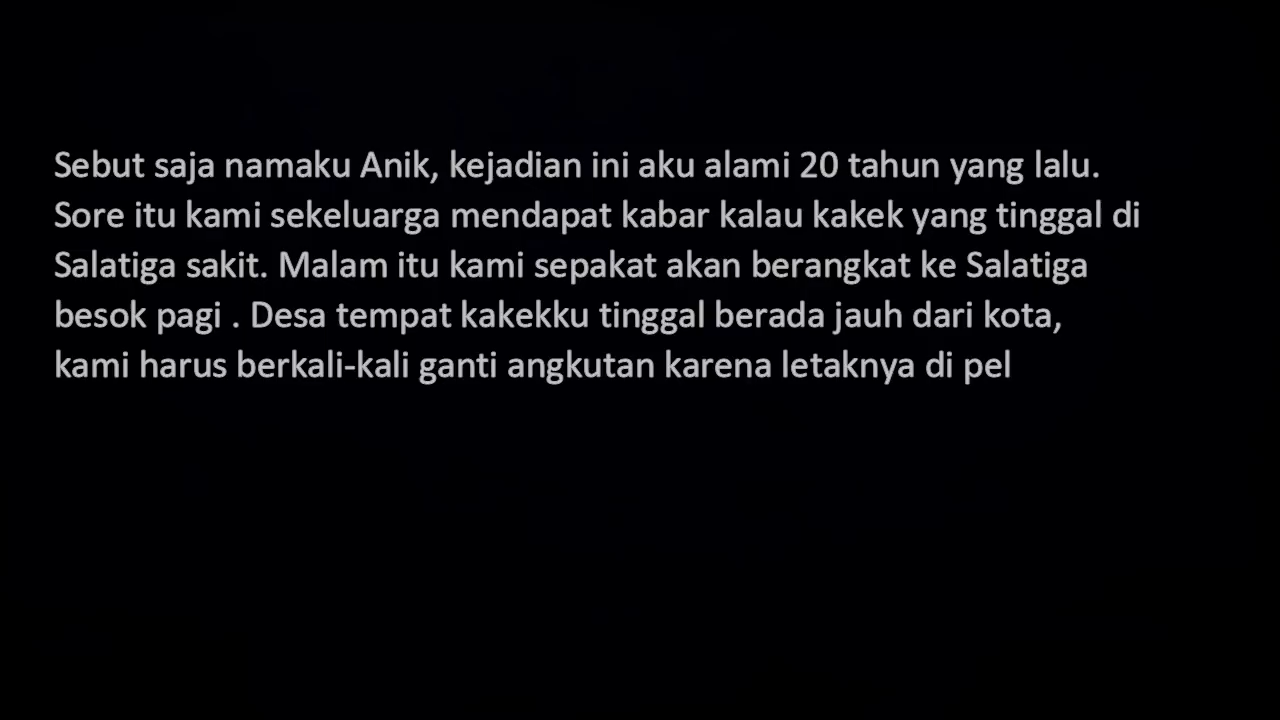 Sebut saja namaku Anik, kejadian ini aku alami 20 tahun yang lalu.
Sore itu kami sekeluarga mendapat kabar kalau kakek yang tinggal di
Salatiga sakit. Malam itu kami sepakat akan berangkat ke Salatiga
besok pagi . Desa tempat kakekku tinggal berada jauh dari kota,
kami harus berkali-kali ganti angkutan karena letaknya di pel